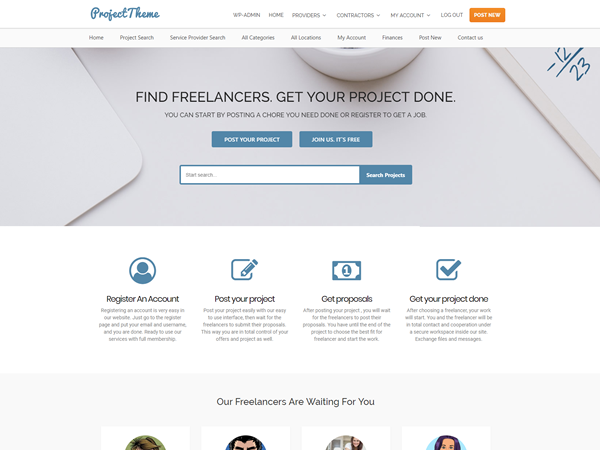 ProjectTheme
WP-ADMIN HOME PROVIDERS CONTRACTORS MY ACCOUNT LOG OUT POST NEW
Home Project Search Service Provider Search All Categories All Locations My Account Finances Post New Contact us
-12
/23
FIND FREELANCERS. GET YOUR PROJECT DONE.
YOU CAN START BY POSTING A CHORE YOU NEED DONE OR REGISTER TO GET A JOB.
POST YOUR PROJECT JOIN US. IT'S FREE
Start search... Search Projects
Register An Account
Registering an account is very easy in
our website. Just go to the register
page and put your email and username,
and you are done. Ready to use our
services with full membership.
Post your project
Post your project easily with our easy
to use interface, then wait for the
freelancers to submit their proposals.
This way you are in total control of your
offers and project as well.
1
Get proposals
After posting your project , you will wait
for the freelancers to post their
proposals. You have until the end of the
project to choose the best fit for
freelancer and start the work.
Get your project done
After choosing a freelancer, your work
will start. You and the freelancer will be
in total contact and cooperation under
a secure workspace inside our site.
Exchange files and messages.
Our Freelancers Are Waiting For You